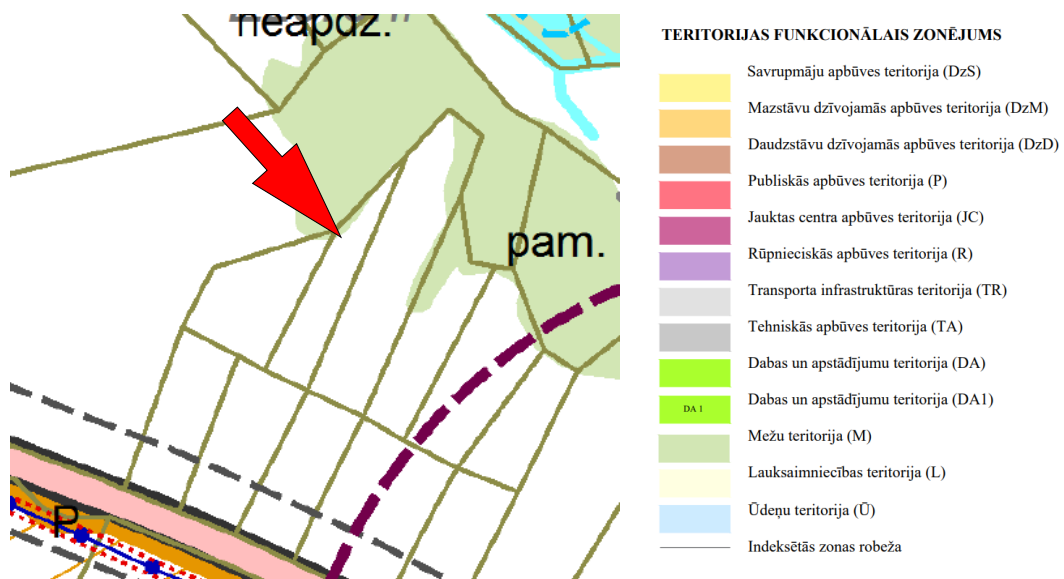 neapdz.
pam.
P
TERITORIJAS FUNKCIONĀLAIS ZONĒJUMS
Savrupmāju apbūves teritorija (DzS)
Mazstāvu dzīvojamās apbūves teritorija (DzM)
Daudzstāvu dzīvojamās apbūves teritorija (DzD)
Publiskās apbūves teritorija (P)
Jauktas centra apbūves teritorija (JC)
Rūpnieciskās apbūves teritorija (R)
Transporta infrastruktūras teritorija (TR)
Tehniskās apbūves teritorija (TA)
Dabas un apstādījumu teritorija (DA)
DA 1 Dabas un apstādījumu teritorija (DA1)
Mežu teritorija (M)
Lauksaimniecības teritorija (L)
Ūdeņu teritorija (Ū)
Indeksētās zonas robeža